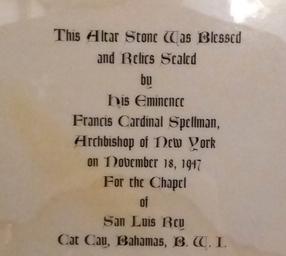 This Altar Stone Was Blessed
and Relics Sealed
by
His Eminence
Francis Cardinal Spellman,
Archbishop of New York
on November 18, 1947
For the Chapel
of
San Luis Rey
Cat Cay, Bahamas, B. W. I.